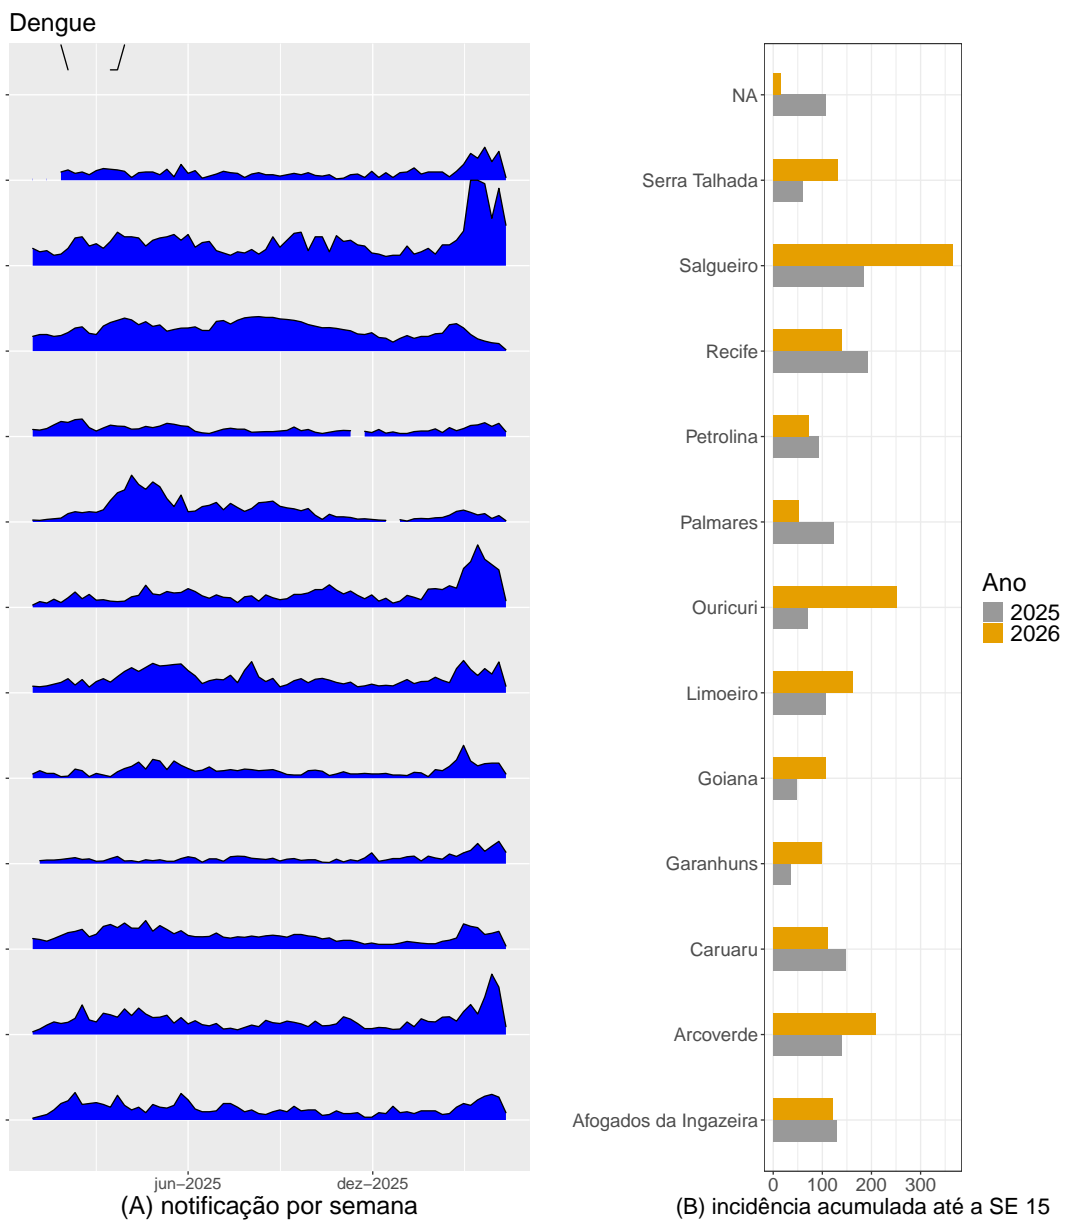 Dengue
NA
Serra Talhada
Salgueiro
Recife
Petrolina
Palmares
Ouricuri
Limoeiro
Goiana
Garanhuns
Caruaru
Arcoverde
Afogados da Ingazeira
Ano
2025
2026
jun–2025 dez–2025
0 100 200 300
(A) notificação por semana
(B) incidência acumulada até a SE 15